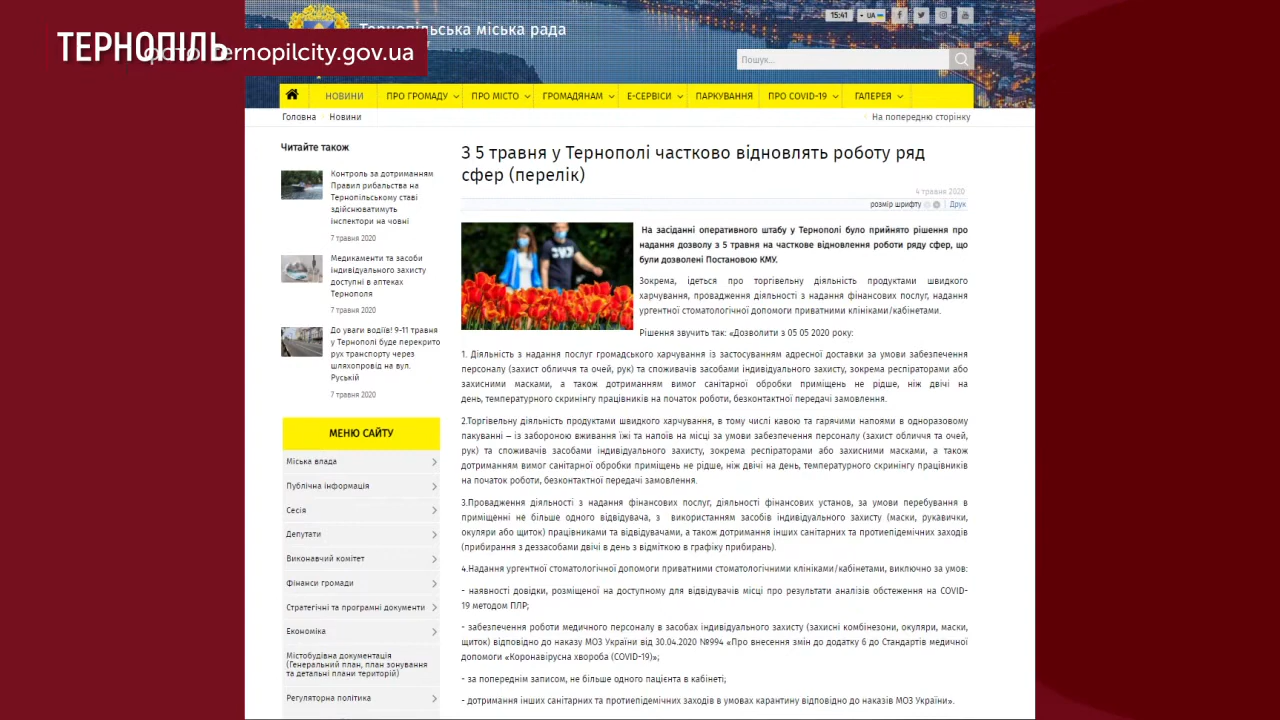 ТЕРНОПІЛЬ
ternopilcity.gov.ua
Тернопільська міська рада
15:41
UA
Пошук...
НОВИНИ
ПРО ГРОМАДУ
ПРО МІСТО
ГРОМАДЯНАМ
Е-СЕРВІСИ
ПАРКУВАННЯ
ПРО COVID-19
ГАЛЕРЕЯ
Головна
Новини
На попередню сторінку
Читайте також
Контроль за дотриманням
Правил рибальства на
Тернопільському ставі
здійснюватимуть
інспектори на човні
7 травня 2020
Медикаменти та засоби
індивідуального захисту
доступні в аптеках
Тернополя
7 травня 2020
До уваги водіїв! 9-11 травня
у Тернополі буде перекрито
рух транспорту через
шляхопровід на вул.
Руській
7 травня 2020
МЕНЮ САЙТУ
Міська влада
Публічна інформація
Сесія
Депутати
Виконавчий комітет
Фінанси громади
Стратегічні та програмні документи
Економіка
Містобудівна документація
(Генеральний план, план зонування
та детальні плани територій)
Регуляторна політика
З 5 травня у Тернополі частково відновлять роботу ряд
сфер (перелік)
4 травня 2020
розмір шрифту
Друк
На засіданні оперативного штабу у Тернополі було прийнято рішення про
надання дозволу з 5 травня на часткове відновлення роботи ряду сфер, що
були дозволені Постановою КМУ.
Зокрема, ідеться про торгівельну діяльність продуктами швидкого
харчування, провадження діяльності з надання фінансових послуг, надання
ургентної стоматологічної допомоги приватними клініками/кабінетами.
Рішення звучить так: «Дозволити з 05 05 2020 року:
1. Діяльність з надання послуг громадського харчування із застосуванням адресної доставки за умови забезпечення
персоналу (захист обличчя та очей, рук) та споживачів засобами індивідуального захисту, зокрема респіраторами або
захисними масками, а також дотриманням вимог санітарної обробки приміщень не рідше, ніж двічі на
день, температурного скринінгу працівників на початок роботи, безконтактної передачі замовлення.
2.Торгівельну діяльність продуктами швидкого харчування, в тому числі кавою та гарячими напоями в одноразовому
пакуванні – із забороною вживання їжі та напоїв на місці за умови забезпечення персоналу (захист обличчя та очей,
рук) та споживачів засобами індивідуального захисту, зокрема респіраторами або захисними масками, а також
дотриманням вимог санітарної обробки приміщень не рідше, ніж двічі на день, температурного скринінгу працівників
на початок роботи, безконтактної передачі замовлення.
3.Провадження діяльності з надання фінансових послуг, діяльності фінансових установ, за умови перебування в
приміщенні не більше одного відвідувача, з використанням засобів індивідуального захисту (маски, рукавички,
окуляри або щиток) працівниками та відвідувачами, а також дотримання інших санітарних та протиепідемічних заходів
(прибирання з деззасобами двічі в день з відміткою в графіку прибирань).
4.Надання ургентної стоматологічної допомоги приватними стоматологічними клініками/кабінетами, виключно за умов:
- наявності довідки, розміщеної на доступному для відвідувачів місці про результати аналізів обстеження на COVID-
19 методом ПЛР;
- забезпечення роботи медичного персоналу в засобах індивідуального захисту (захисні комбінезони, окуляри, маски,
щиток) відповідно до наказу МОЗ України від 30.04.2020 №994 «Про внесення змін до додатку 6 до Стандартів медичної
допомоги «Коронавірусна хвороба (COVID-19)»;
- за попереднім записом, не більше одного пацієнта в кабінеті;
- дотримання інших санітарних та протиепідемічних заходів в умовах карантину відповідно до наказів МОЗ України».